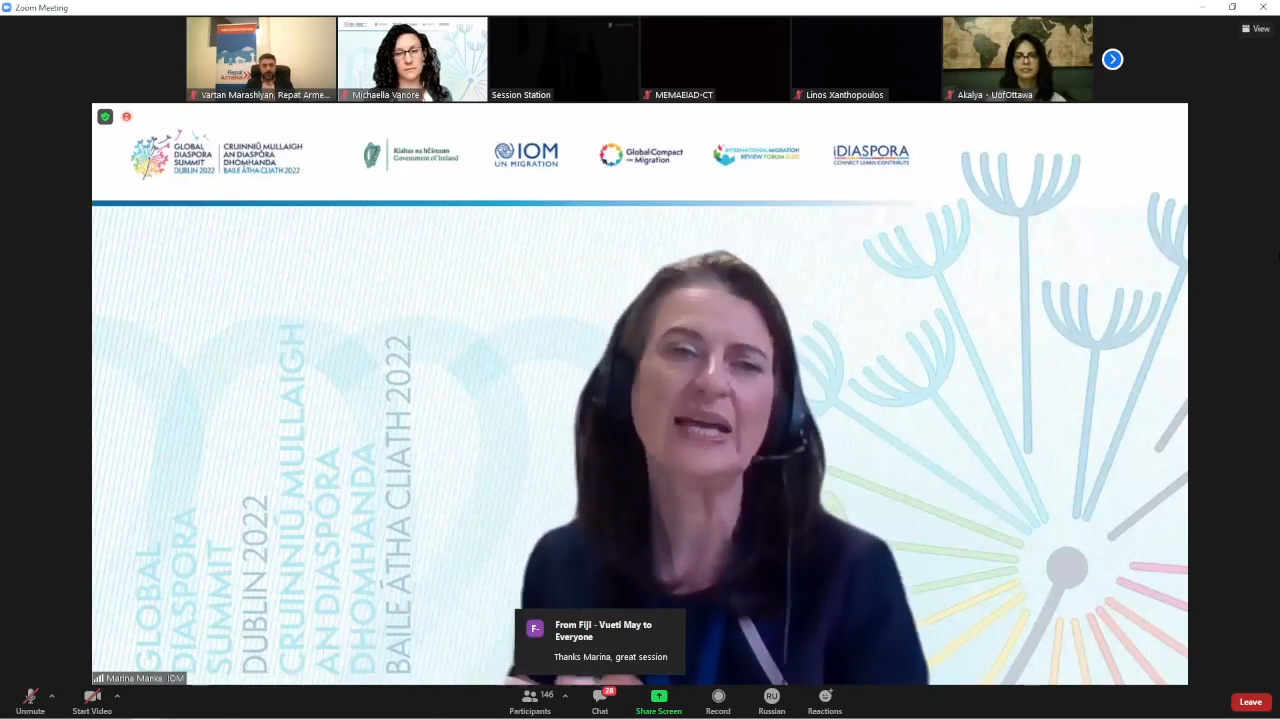 Zoom Meeting
View
Repat
Armenia
Vartan Marashlyan, Repat Arme...
Michaella Vanore
Session Station
MEMAEIAD-CT
Linos Xanthopoulos
Akalya - UofOttawa
GLOBAL
DIASPORA
SUMMIT
DUBLIN 2022
CRUINNIÚ MULLAIGH
AN DIASPÓRA
DHOMHANDA
BAILE ÁTHA CLIATH 2022
Rialtas na hÉireann
Government of Ireland
IOM
UN MIGRATION
Global Compact
for Migration
INTERNATIONAL MIGRATION
REVIEW FORUM 2022
iDIASPORA
CONNECT LEARN CONTRIBUTE
GLOBAL
DIASPORA
SUMMIT
DUBLIN 2022
CRUINNIÚ MULLAIGH
AN DIASPÓRA
DHOMHANDA
BAILE ÁTHA CLIATH 2022
F-
From Fiji - Vueti May to
Everyone
Thanks Marina, great session
Marina Manke, IOM
Unmute
Start Video
146
Participants
28
Chat
Share Screen
Record
RU
Russian
Reactions
Leave